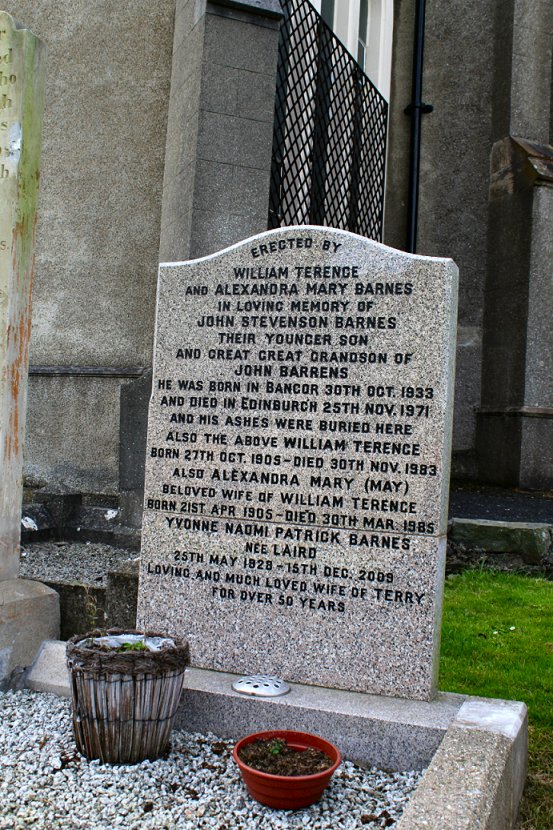 ERECTED BY
WILLIAM TERENCE
AND ALEXANDRA MARY BARNES
IN LOVING MEMORY OF
JOHN STEVENSON BARNES
THEIR YOUNGER SON
AND GREAT GREAT GRANDSON OF
JOHN BARRENS
HE WAS BORN IN BANGOR 30TH OCT. 1933
AND DIED IN EDINBURGH 25TH NOV. 1971
AND HIS ASHES WERE BURIED HERE
ALSO THE ABOVE WILLIAM TERENCE
BORN 27TH OCT. 1905-DIED 30TH NOV. 1983
ALSO ALEXANDRA MARY (MAY)
BELOVED WIFE OF WILLIAM TERENCE
BORN 21ST APR 1905-DIED 30TH MAR. 1985
YVONNE NAOMI PATRICK BARNES
NÉE LAIRD
25TH MAY 1928 - 15TH DEC. 2009
LOVING AND MUCH LOVED WIFE OF TERRY
FOR OVER 50 YEARS